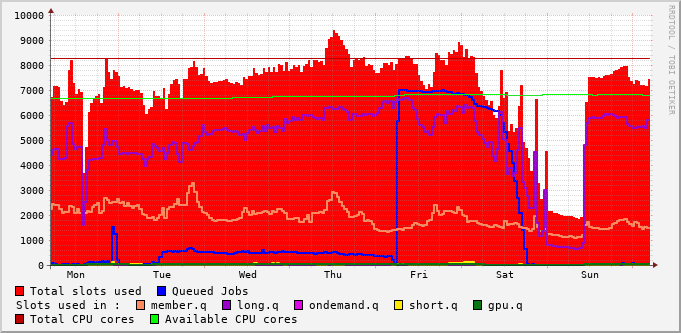 10000
9000
8000
7000
6000
5000
4000
3000
2000
1000
0
Mon Tue Wed Thu Fri Sat Sun
RRDTOOL / TOBI OETIKER
Total slots used Queued Jobs
Slots used in : member.q long.q ondemand.q short.q gpu.q
Total CPU cores Available CPU cores